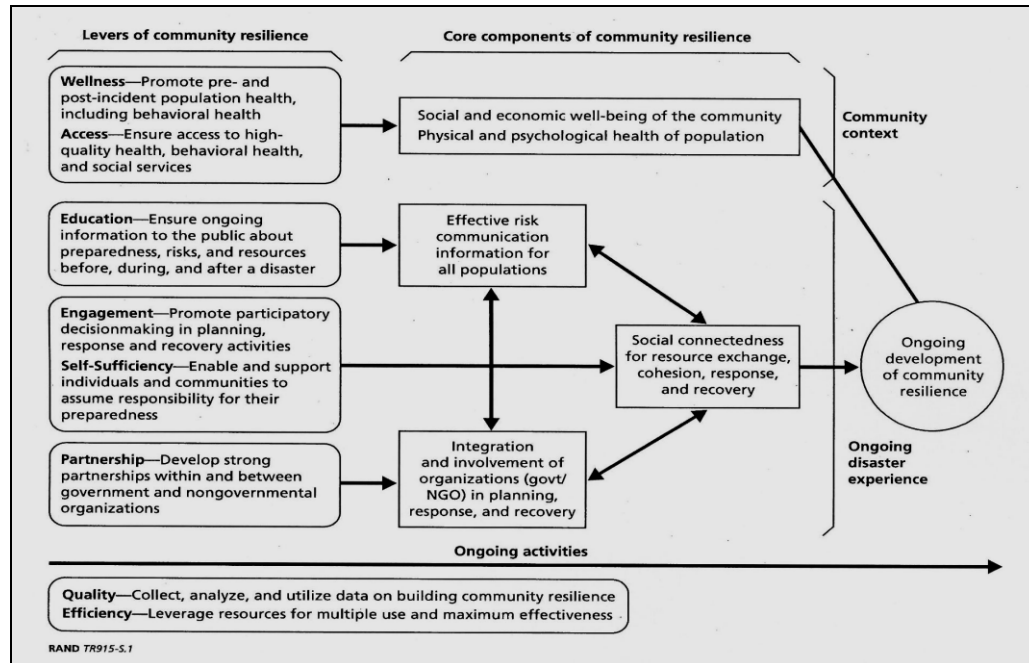 Levers of community resilience
Core components of community resilience
Wellness—Promote pre- and
post-incident population health,
including behavioral health
Access—Ensure access to high-
quality health, behavioral health,
and social services
Social and economic well-being of the community
Physical and psychological health of population
Community
context
Education—Ensure ongoing
information to the public about
preparedness, risks, and resources
before, during, and after a disaster
Effective risk
communication
information for
all populations
Engagement—Promote participatory
decisionmaking in planning,
response and recovery activities
Self-Sufficiency—Enable and support
individuals and communities to
assume responsibility for their
preparedness
Social connectedness
for resource exchange,
cohesion, response,
and recovery
Ongoing
development
of community
resilience
Partnership—Develop strong
partnerships within and between
government and nongovernmental
organizations
Integration
and involvement of
organizations (govt/
NGO) in planning,
response, and recovery
Ongoing
disaster
experience
Ongoing activities
Quality—Collect, analyze, and utilize data on building community resilience
Efficiency—Leverage resources for multiple use and maximum effectiveness
RAND TR915-S.1